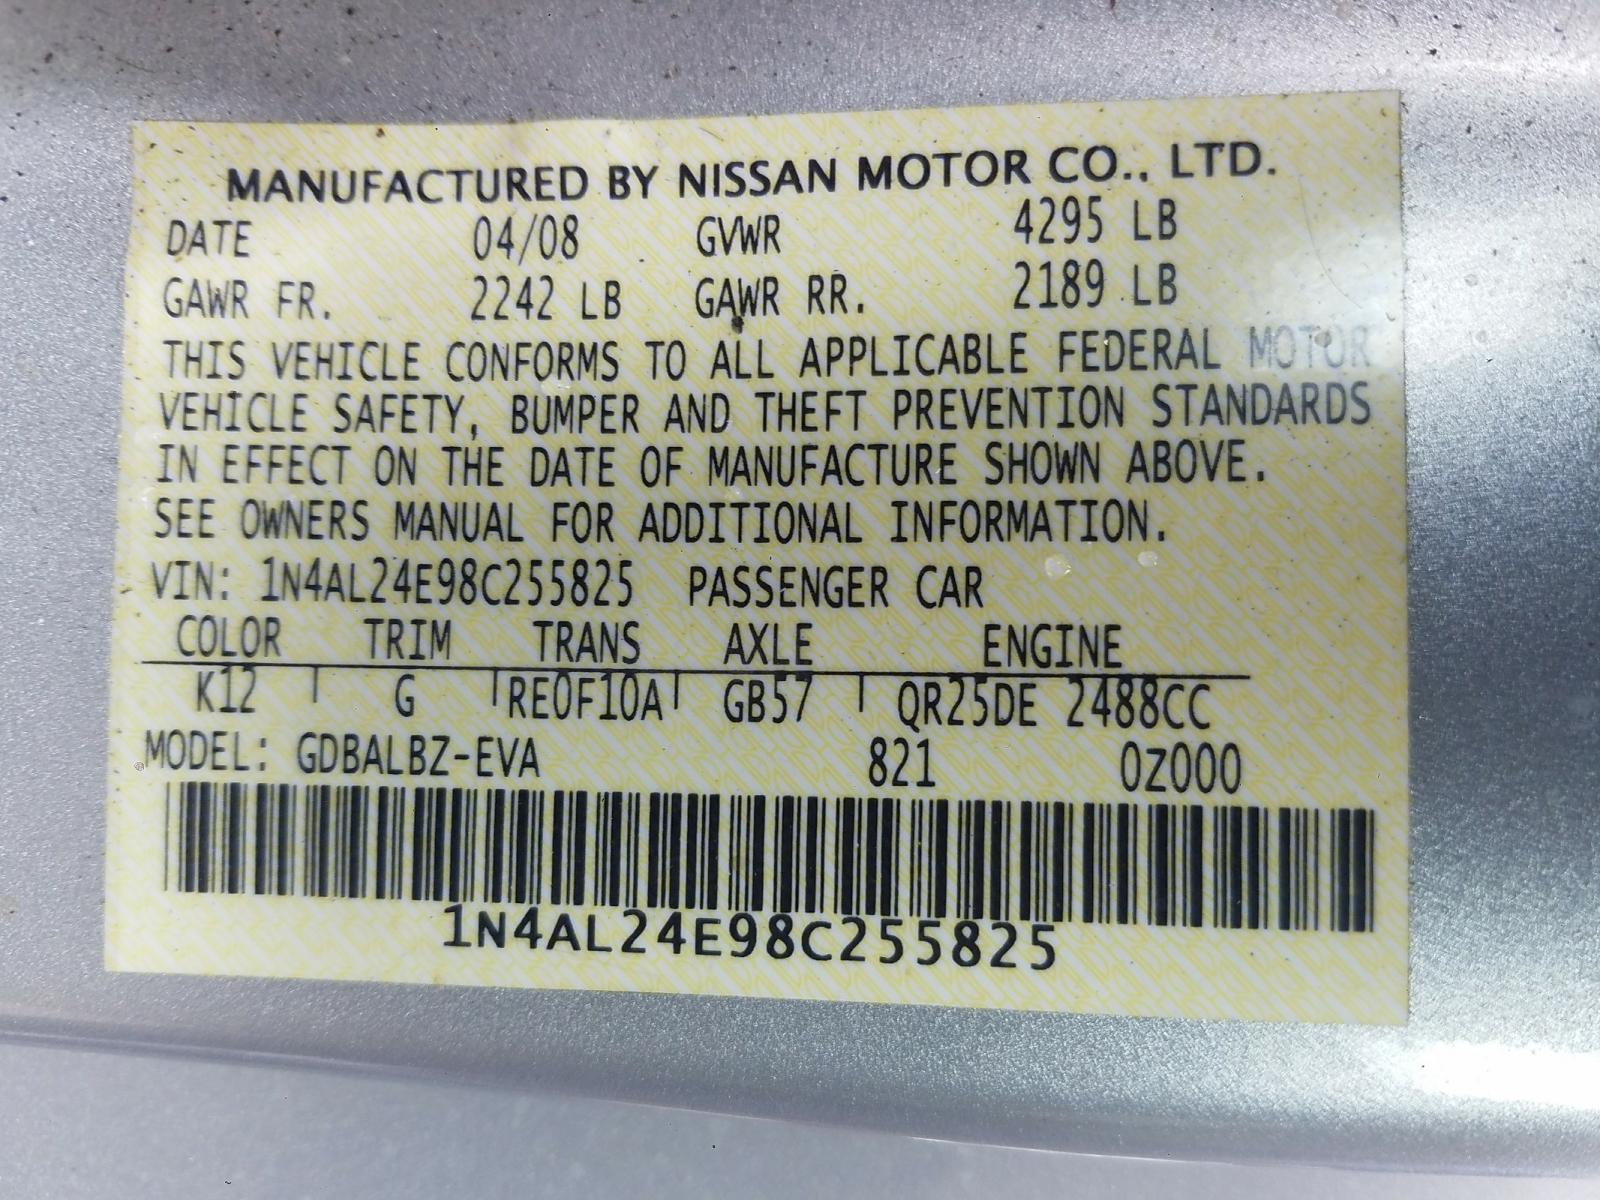 MANUFACTURED BY NISSAN MOTOR CO., LTD.
DATE 04/08 GVWR 4295 LB
GAWR FR. 2242 LB GAWR RR. 2189 LB
THIS VEHICLE CONFORMS TO ALL APPLICABLE FEDERAL MOTOR
VEHICLE SAFETY, BUMPER AND THEFT PREVENTION STANDARDS
IN EFFECT ON THE DATE OF MANUFACTURE SHOWN ABOVE.
SEE OWNERS MANUAL FOR ADDITIONAL INFORMATION.
VIN: 1N4AL24E98C255825 PASSENGER CAR
COLOR TRIM TRANS AXLE ENGINE
K12 G RE0F10A GB57 QR25DE 2488CC
MODEL: GDBALBZ-EVA 821 0Z000
1N4AL24E98C255825